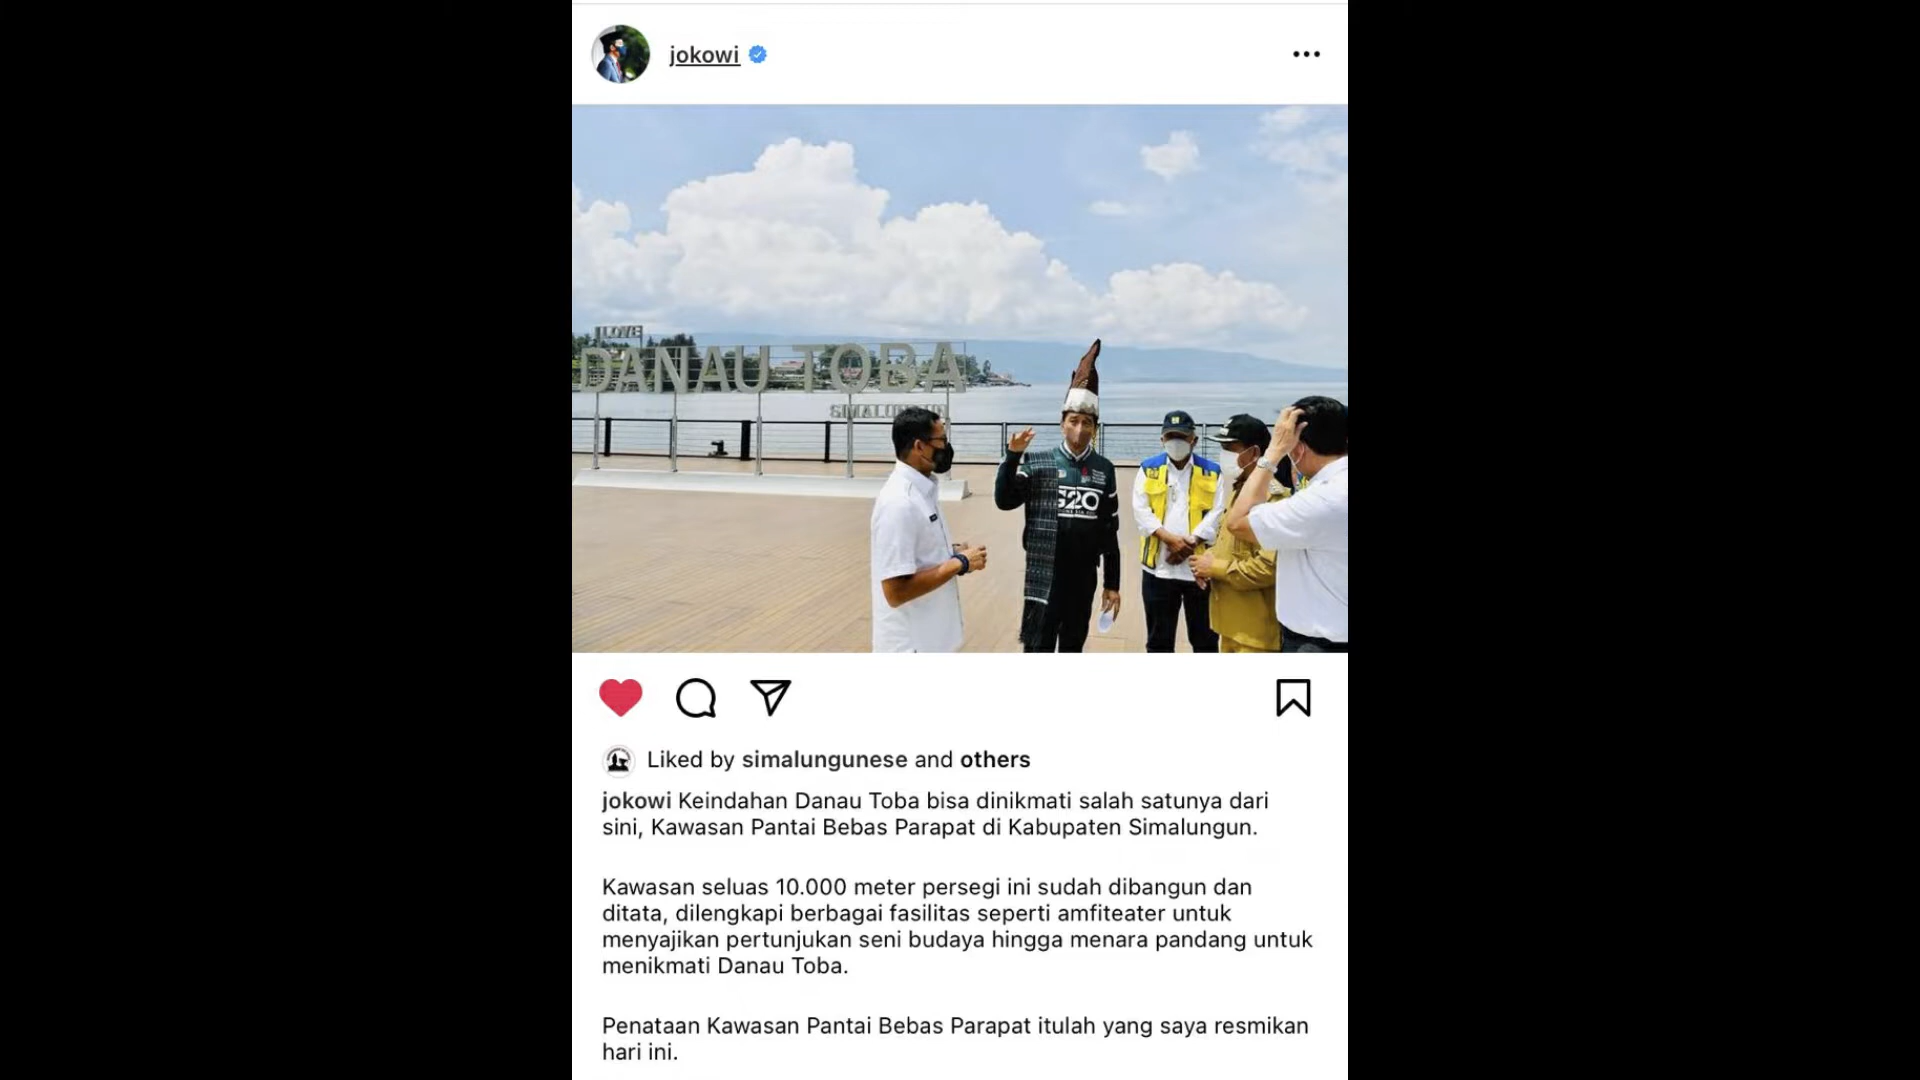 jokowi
I LOVE
DANAU TOBA
SIMALUNGUN
G20
Liked by simalungunese and others
jokowi Keindahan Danau Toba bisa dinikmati salah satunya dari
sini, Kawasan Pantai Bebas Parapat di Kabupaten Simalungun.
Kawasan seluas 10.000 meter persegi ini sudah dibangun dan
ditata, dilengkapi berbagai fasilitas seperti amfiteater untuk
menyajikan pertunjukan seni budaya hingga menara pandang untuk
menikmati Danau Toba.
Penataan Kawasan Pantai Bebas Parapat itulah yang saya resmikan
hari ini.